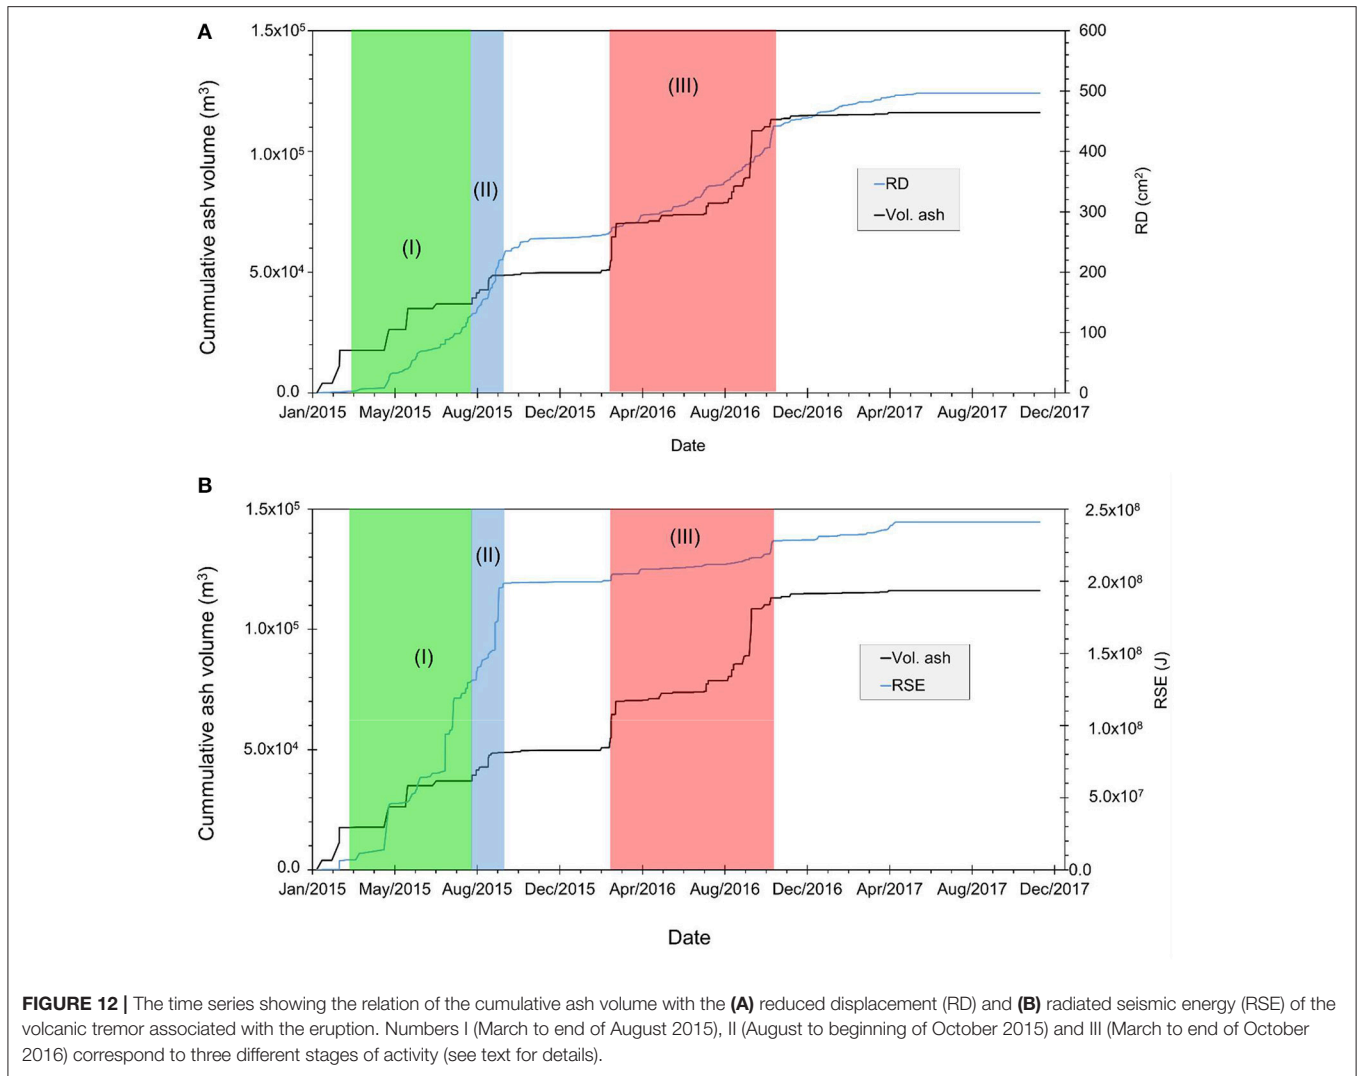 A
1.5x10⁵
1.0x10⁵
5.0x10⁴
0.0
Cummulative ash volume (m³)
(I)
(II)
(III)
RD
Vol. ash
600
500
400
300
200
100
0
RD (cm²)
Jan/2015 May/2015 Aug/2015 Dec/2015 Apr/2016 Aug/2016 Dec/2016 Apr/2017 Aug/2017 Dec/2017
Date
B
1.5x10⁵
1.0x10⁵
5.0x10⁴
0.0
Cummulative ash volume (m³)
(I)
(II)
(III)
Vol. ash
RSE
2.5x10⁸
2.0x10⁸
1.5x10⁸
1.0x10⁸
5.0x10⁷
0.0
RSE (J)
Jan/2015 May/2015 Aug/2015 Dec/2015 Apr/2016 Aug/2016 Dec/2016 Apr/2017 Aug/2017 Dec/2017
Date
FIGURE 12 | The time series showing the relation of the cumulative ash volume with the (A) reduced displacement (RD) and (B) radiated seismic energy (RSE) of the
volcanic tremor associated with the eruption. Numbers I (March to end of August 2015), II (August to beginning of October 2015) and III (March to end of October
2016) correspond to three different stages of activity (see text for details).